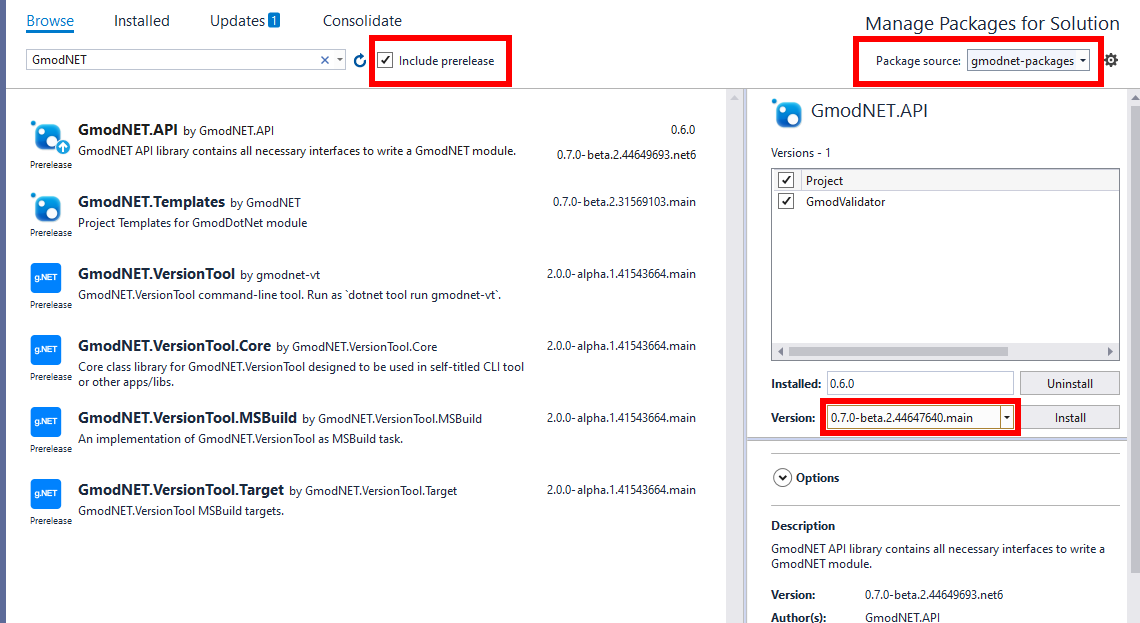 Browse Installed Updates 1 Consolidate
Manage Packages for Solution
GmodNET
Include prerelease
Package source: gmodnet-packages
GmodNET.API by GmodNET.API 0.6.0
GmodNET API library contains all necessary interfaces to write a GmodNET module. 0.7.0-beta.2.44649693.net6
Prerelease
GmodNET.Templates by GmodNET 0.7.0-beta.2.31569103.main
Project Templates for GmodDotNet module
Prerelease
g.NET
GmodNET.VersionTool by gmodnet-vt 2.0.0-alpha.1.41543664.main
GmodNET.VersionTool command-line tool. Run as `dotnet tool run gmodnet-vt`.
Prerelease
g.NET
GmodNET.VersionTool.Core by GmodNET.VersionTool.Core 2.0.0-alpha.1.41543664.main
Core class library for GmodNET.VersionTool designed to be used in self-titled CLI tool
or other apps/libs.
Prerelease
g.NET
GmodNET.VersionTool.MSBuild by GmodNET.VersionTool.MSBuild 2.0.0-alpha.1.41543664.main
An implementation of GmodNET.VersionTool as MSBuild task.
Prerelease
g.NET
GmodNET.VersionTool.Target by GmodNET.VersionTool.Target 2.0.0-alpha.1.41543664.main
GmodNET.VersionTool MSBuild targets.
Prerelease
GmodNET.API
Versions - 1
Project
GmodValidator
Installed: 0.6.0 Uninstall
Version: 0.7.0-beta.2.44647640.main Install
Options
Description
GmodNET API library contains all necessary interfaces to write a
GmodNET module.
Version: 0.7.0-beta.2.44649693.net6
Author(s): GmodNET.API